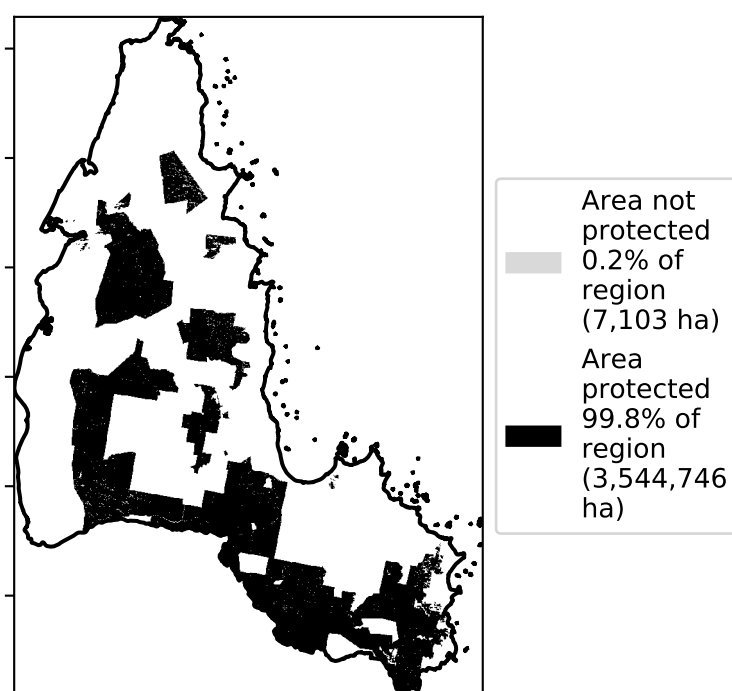 Area not
protected
0.2% of
region
(7,103 ha)
Area
protected
99.8% of
region
(3,544,746
ha)